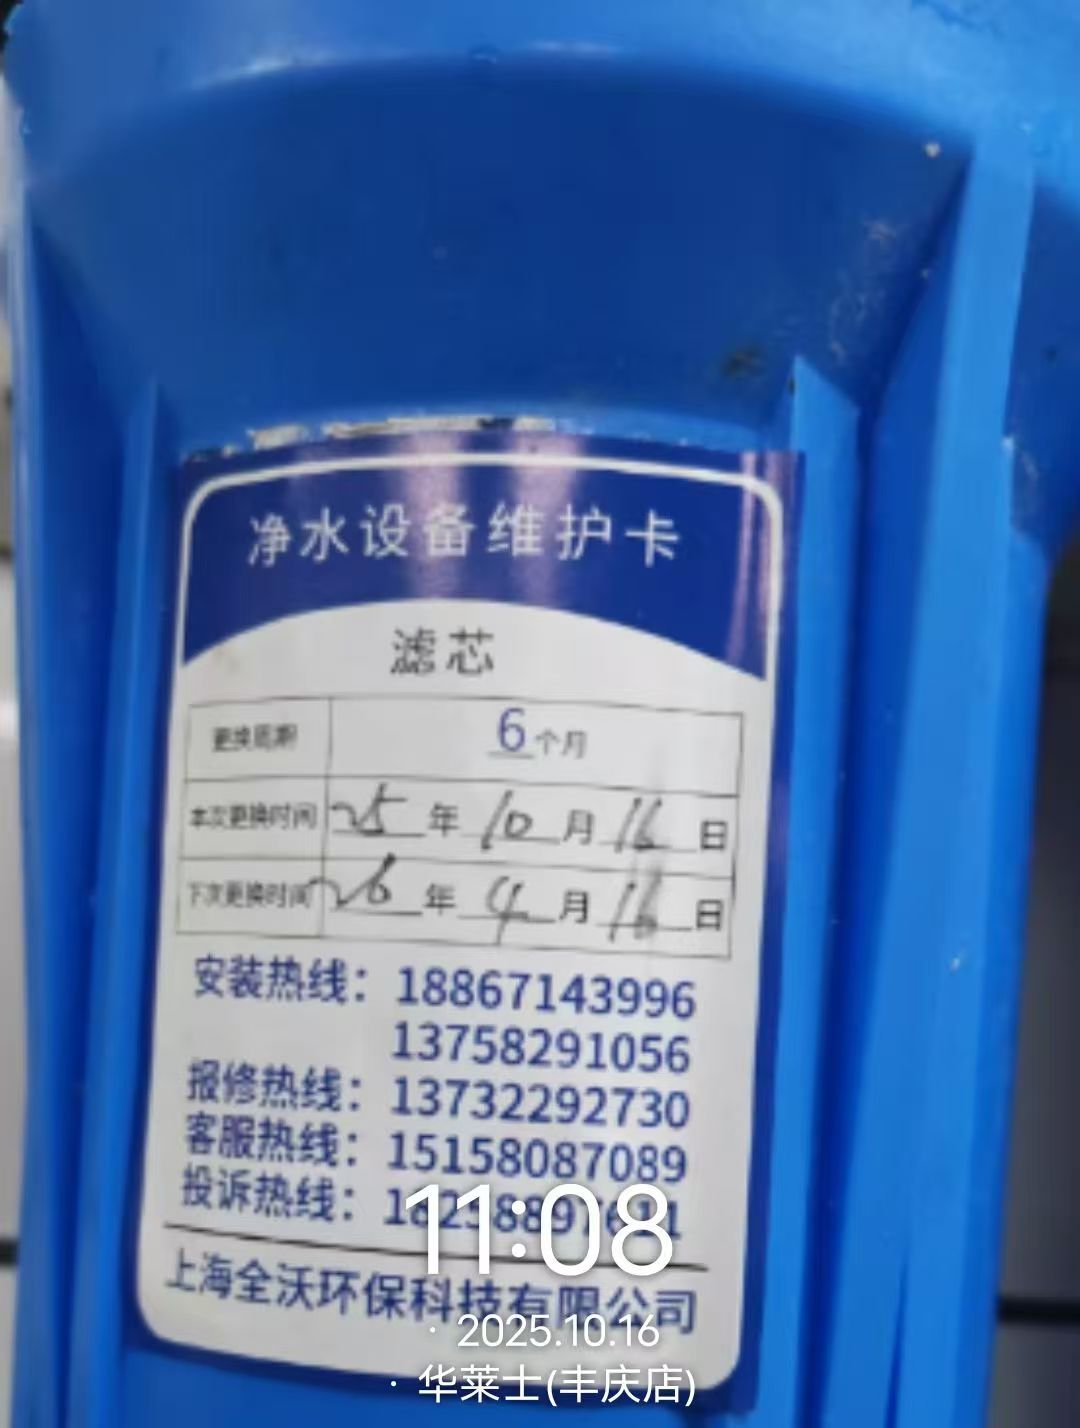 净水设备维护卡
滤芯
更换周期 6个月
本次更换时间 25年10月16日
下次更换时间 26年4月16日
安装热线：18867143996
13758291056
报修热线：13732292730
客服热线：15158087089
投诉热线：
11:08
上海全沃环保科技有限公司
· 2025.10.16
· 华莱士(丰庆店)